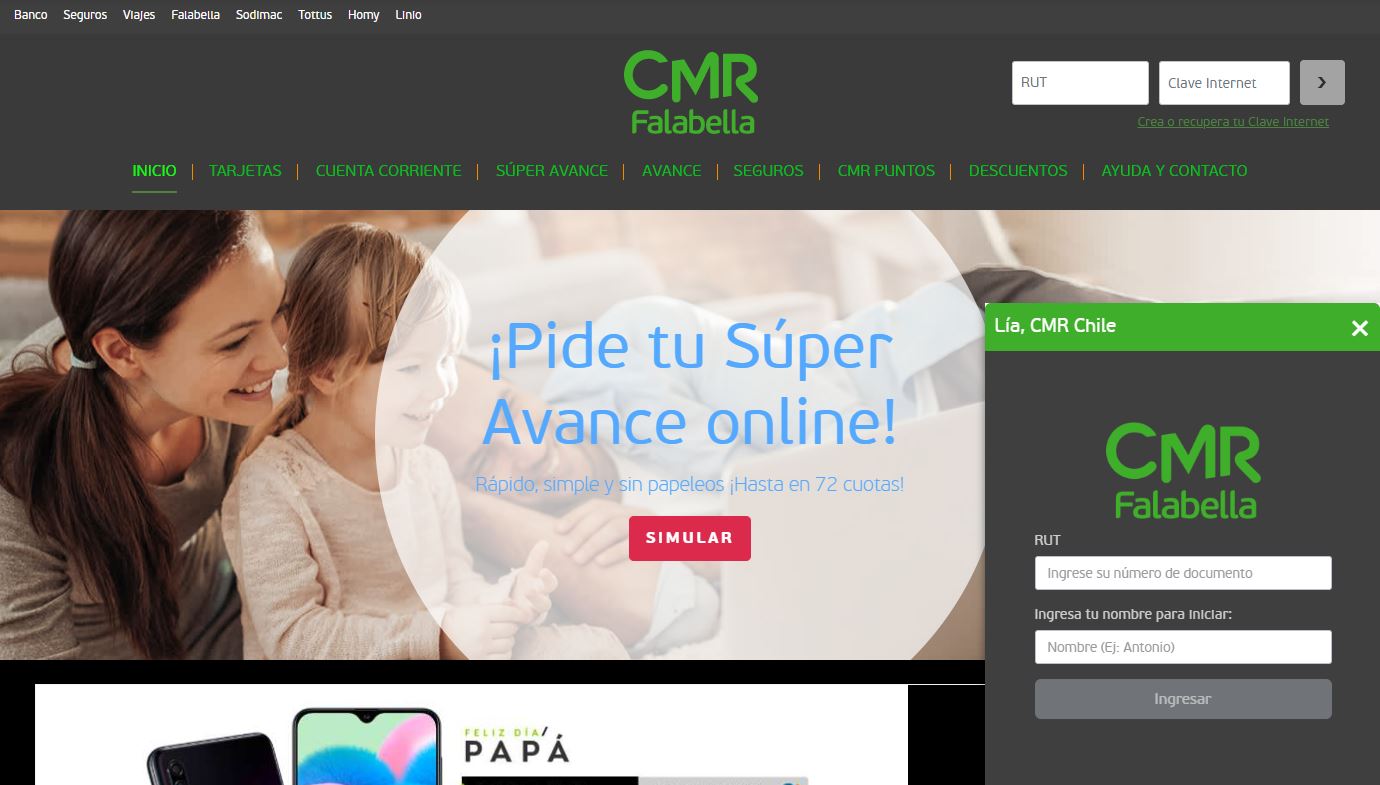 Banco Seguros Viajes Falabella Sodimac Tottus Homy Linio
CMR
Falabella
RUT
Clave Internet
Crea o recupera tu Clave Internet
INICIO TARJETAS CUENTA CORRIENTE SÚPER AVANCE AVANCE SEGUROS CMR PUNTOS DESCUENTOS AYUDA Y CONTACTO
¡Pide tu Súper
Avance online!
Rápido, simple y sin papeleos ¡Hasta en 72 cuotas!
SIMULAR
Lía, CMR Chile
CMR
Falabella
RUT
Ingrese su número de documento
Ingresa tu nombre para iniciar:
Nombre (Ej: Antonio)
Ingresar
FELIZ DÍA/
PAPÁ